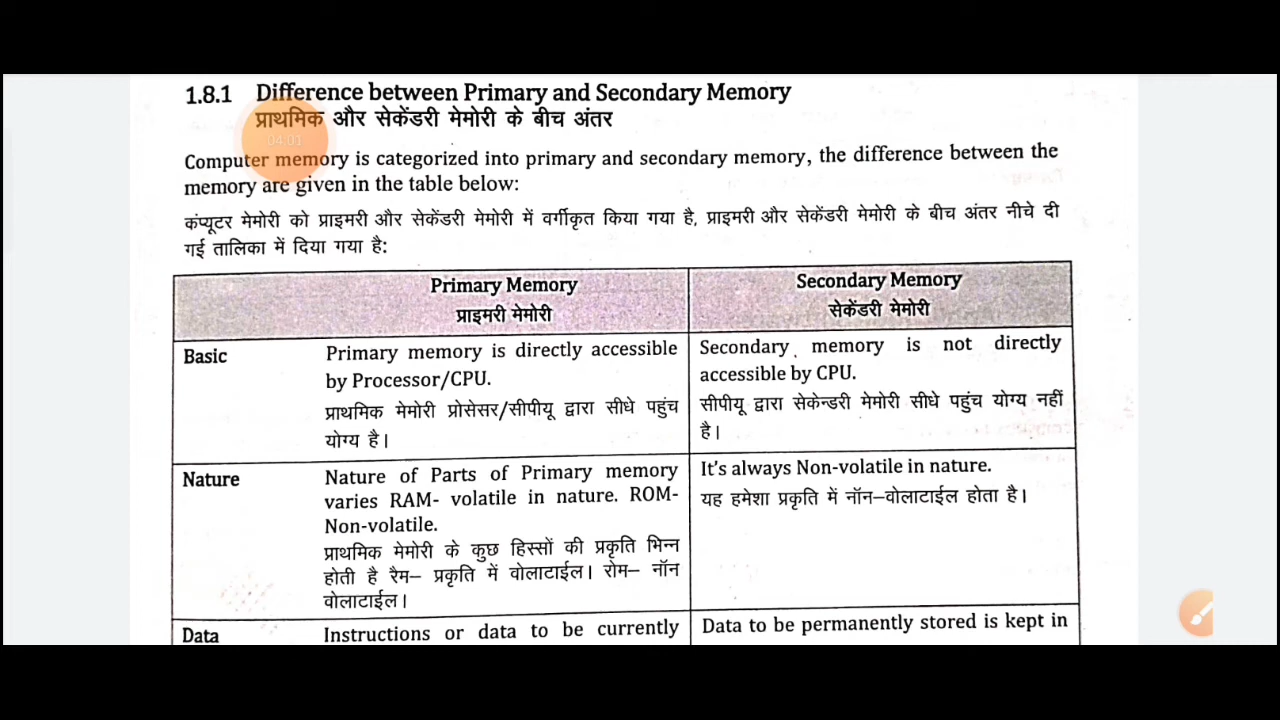 1.8.1 Difference between Primary and Secondary Memory
प्राथमिक और सेकेंडरी मेमोरी के बीच अंतर
04:01
Computer memory is categorized into primary and secondary memory, the difference between the
memory are given in the table below:
कंप्यूटर मेमोरी को प्राइमरी और सेकेंडरी मेमोरी में वर्गीकृत किया गया है, प्राइमरी और सेकेंडरी मेमोरी के बीच अंतर नीचे दी
गई तालिका में दिया गया है:
Primary Memory
प्राइमरी मेमोरी
Secondary Memory
सेकेंडरी मेमोरी
Basic
Primary memory is directly accessible
by Processor/CPU.
प्राथमिक मेमोरी प्रोसेसर/सीपीयू द्वारा सीधे पहुंच
योग्य है।
Secondary memory is not directly
accessible by CPU.
सीपीयू द्वारा सेकेन्डरी मेमोरी सीधे पहुंच योग्य नहीं
है।
Nature
Nature of Parts of Primary memory
varies RAM- volatile in nature. ROM-
Non-volatile.
प्राथमिक मेमोरी के कुछ हिस्सों की प्रकृति भिन्न
होती है रैम– प्रकृति में वोलाटाईल। रोम– नॉन
वोलाटाईल।
It's always Non-volatile in nature.
यह हमेशा प्रकृति में नॉन–वोलाटाईल होता है।
Data
Instructions or data to be currently
Data to be permanently stored is kept in